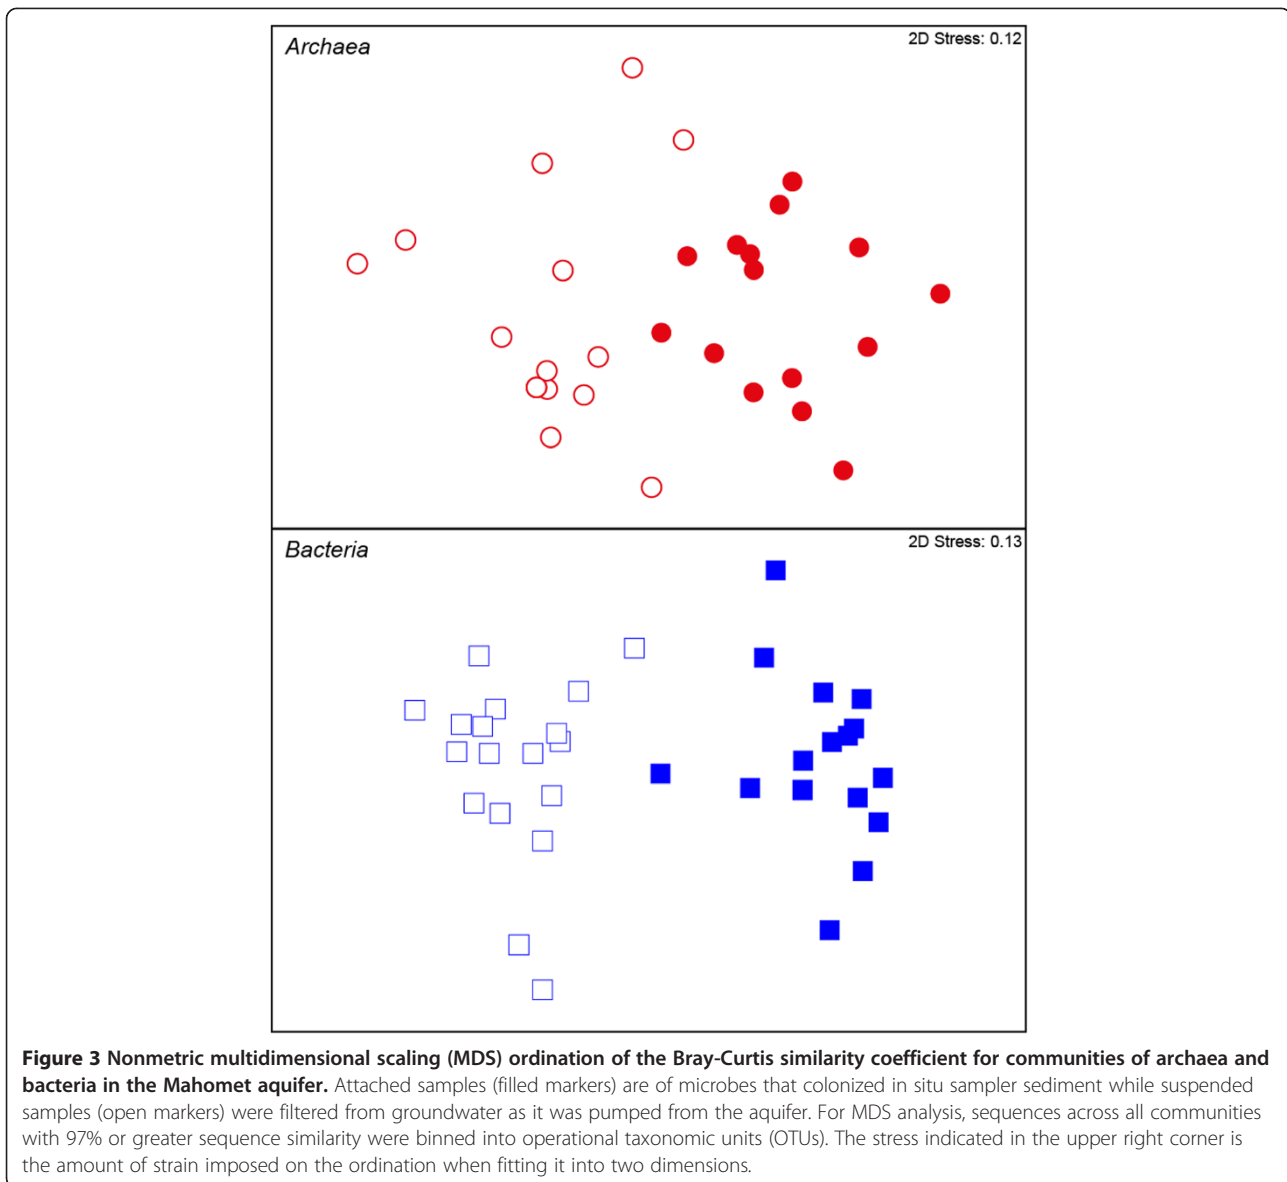 Archaea
2D Stress: 0.12
Bacteria
2D Stress: 0.13
Figure 3 Nonmetric multidimensional scaling (MDS) ordination of the Bray-Curtis similarity coefficient for communities of archaea and
bacteria in the Mahomet aquifer. Attached samples (filled markers) are of microbes that colonized in situ sampler sediment while suspended
samples (open markers) were filtered from groundwater as it was pumped from the aquifer. For MDS analysis, sequences across all communities
with 97% or greater sequence similarity were binned into operational taxonomic units (OTUs). The stress indicated in the upper right corner is
the amount of strain imposed on the ordination when fitting it into two dimensions.